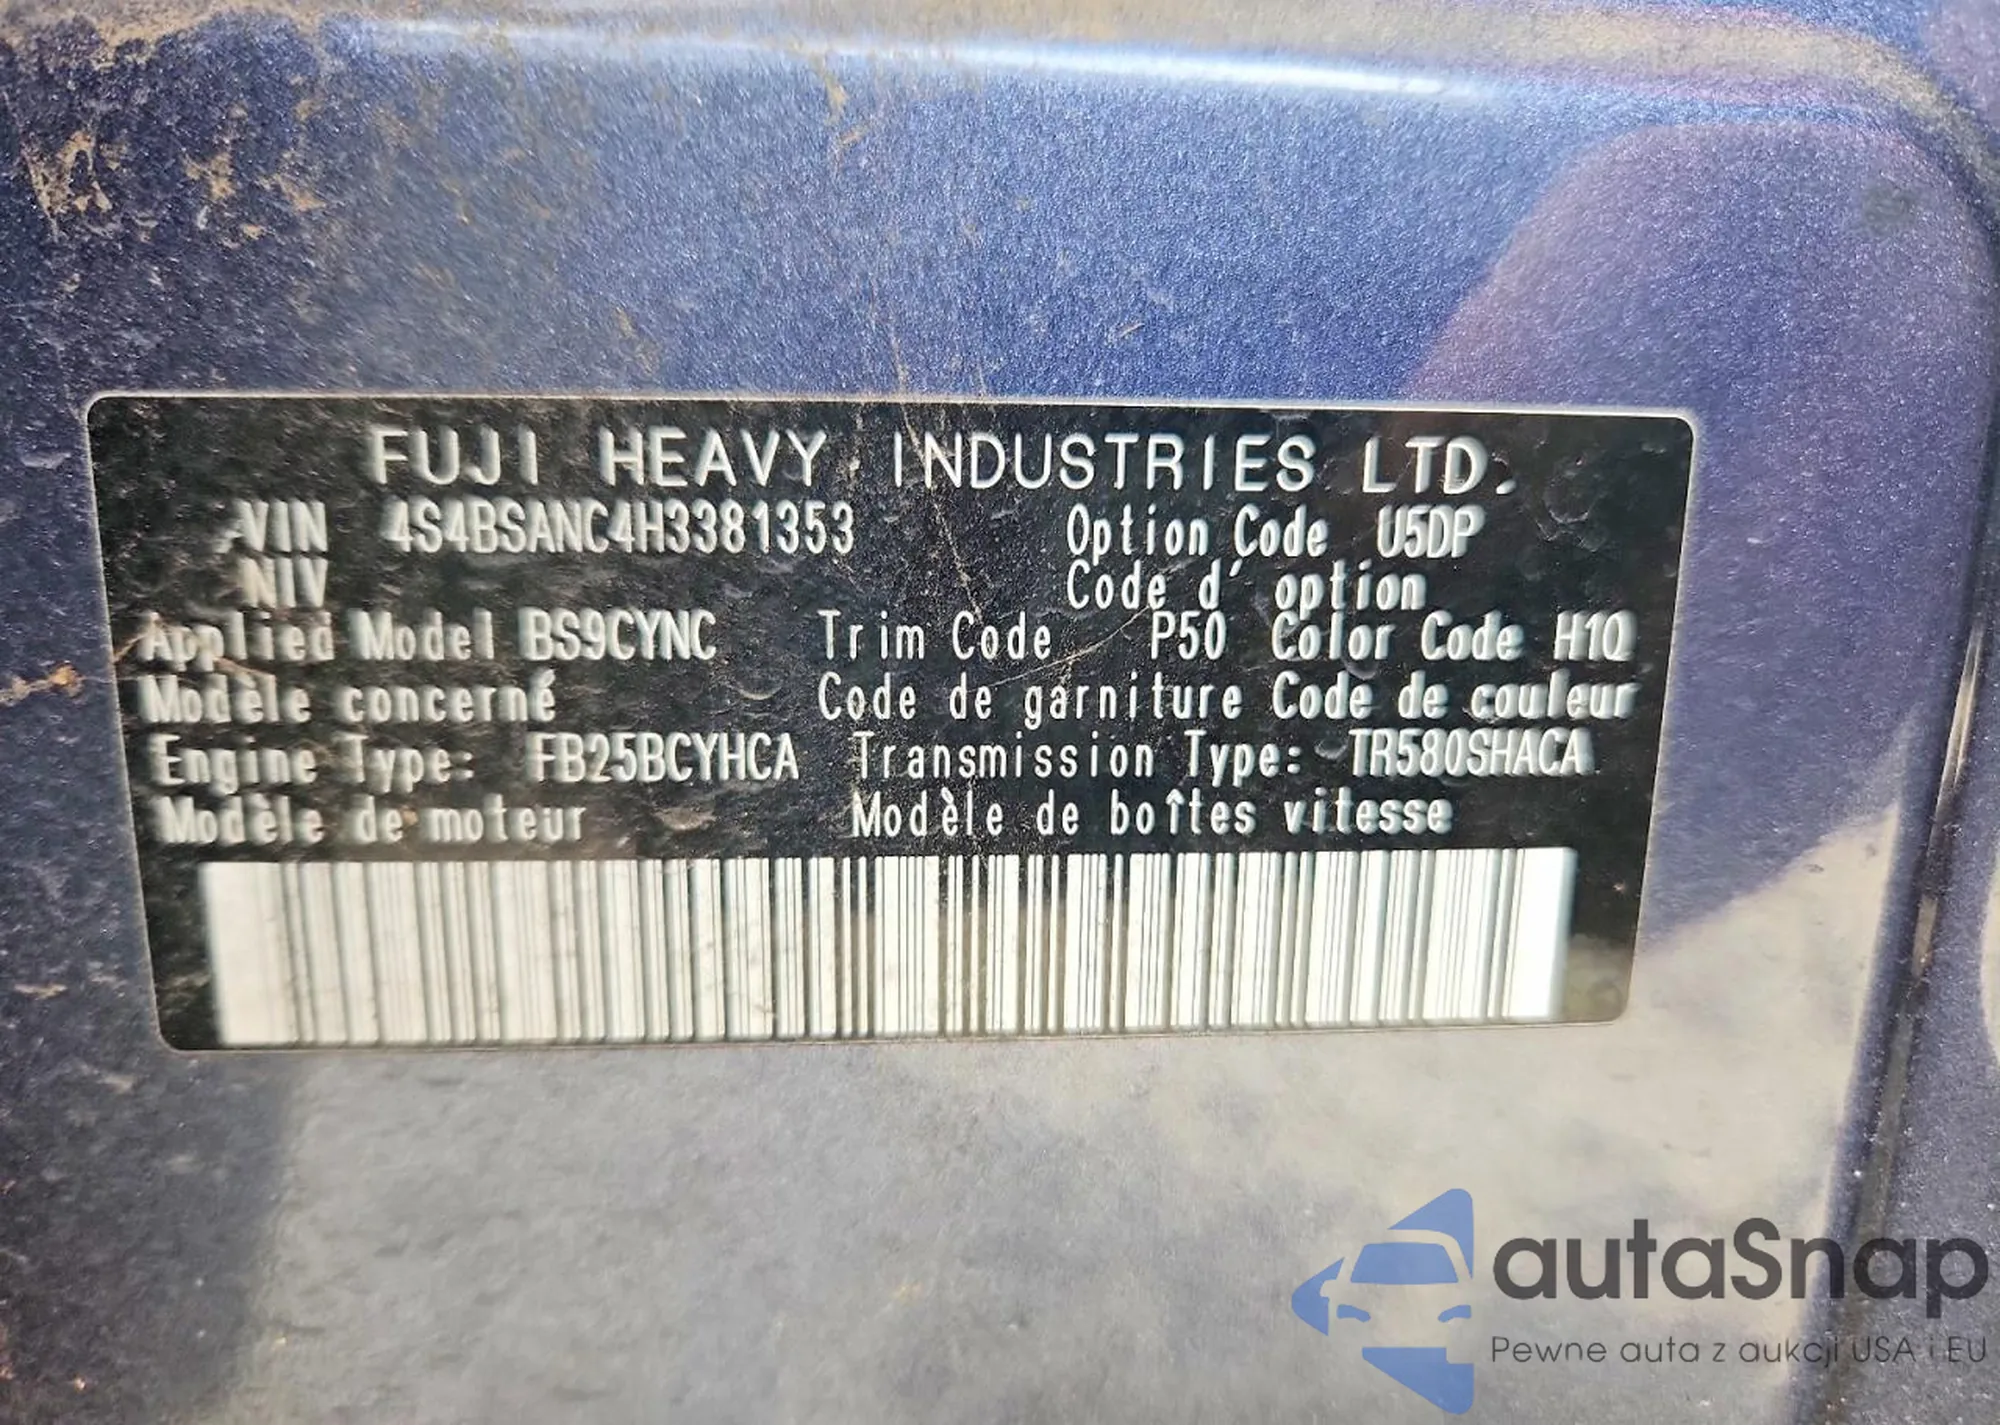 FUJI HEAVY INDUSTRIES LTD.
VIN 4S4BSANC4H3381353 Option Code U5DP
NIV Code d' option
Applied Model BS9CYNC Trim Code P50 Color Code H1Q
Modèle concerné Code de garniture Code de couleur
Engine Type: FB25BCYHCA Transmission Type: TR580SHACA
Modèle de moteur Modèle de boîtes vitesse
autaSnap
Pewne auta z aukcji USA i EU